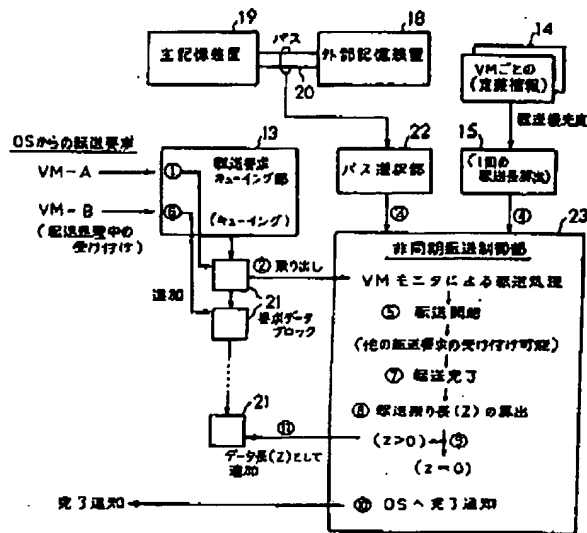 19
主記憶装置
パス
20
18
外部記憶装置
14
VMごとの
(定義情報)
転送優先度
OSからの転送要求
VM-A
①
VM-B
⑥
(転送処理中の
受け付け)
13
転送要求
キューイング部
(キューイング)
22
パス選択部
③
15
(1回の
転送長算出)
④
23
非同期転送制御部
②取り出し
VMモニタによる転送処理
追加
21
要求データ
ブロック
⑤ 転送開始
(他の転送要求の受け付け可能)
⑦ 転送完了
⑧ 転送残り長(Z)の算出
21
⑪
(Z>0)
⑨
データ長(Z)として
追加
(Z=0)
完了通知
⑩ OSへ完了通知